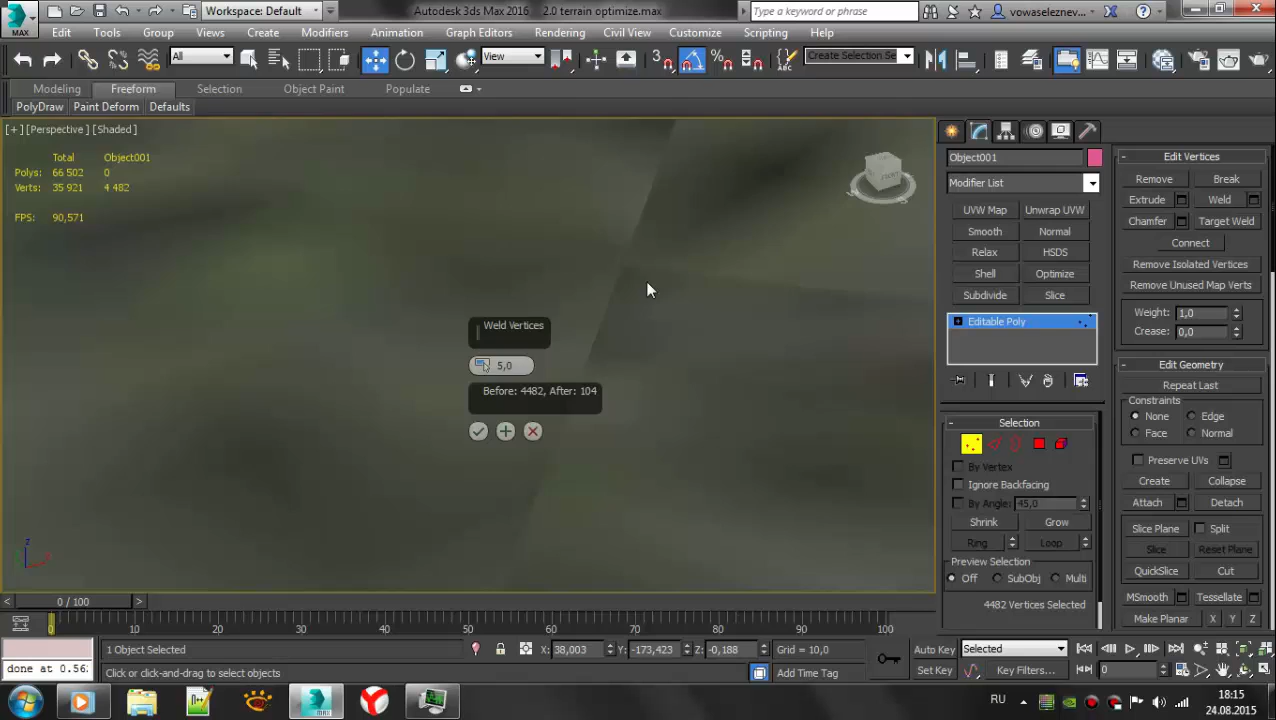 Workspace: Default
Autodesk 3ds Max 2016
2.0 terrain optimize.max
Type a keyword or phrase
vowaseleznev...
MAX
Edit Tools Group Views Create Modifiers Animation Graph Editors Rendering Civil View Customize Scripting Help
All
View
Create Selection Se
Modeling Freeform Selection Object Paint Populate
PolyDraw Paint Deform Defaults
[+] [Perspective] [Shaded]
Total Object001
Polys: 66 502 0
Verts: 35 921 4 482
FPS: 90,571
Weld Vertices
5,0
Before: 4482, After: 104
Object001
Modifier List
UVW Map Unwrap UVW
Smooth Normal
Relax HSDS
Shell Optimize
Subdivide Slice
Editable Poly
- Selection
By Vertex
Ignore Backfacing
By Angle: 45,0
Shrink Grow
Ring Loop
Preview Selection
Off SubObj Multi
4482 Vertices Selected
- Edit Vertices
Remove Break
Extrude Weld
Chamfer Target Weld
Connect
Remove Isolated Vertices
Remove Unused Map Verts
Weight: 1,0
Crease: 0,0
- Edit Geometry
Repeat Last
Constraints
None Edge
Face Normal
Preserve UVs
Create Collapse
Attach Detach
Slice Plane Split
Slice Reset Plane
QuickSlice Cut
MSmooth Tessellate
Make Planar X Y Z
< 0 / 100 >
0 10 20 30 40 50 60 70 80 90 100
1 Object Selected
X: 38,003 Y: -173,423 Z: -0,188 Grid = 10,0
Auto Key Selected
done at 0.562
Click or click-and-drag to select objects
Add Time Tag
Set Key Key Filters... 0
RU
18:15
24.08.2015